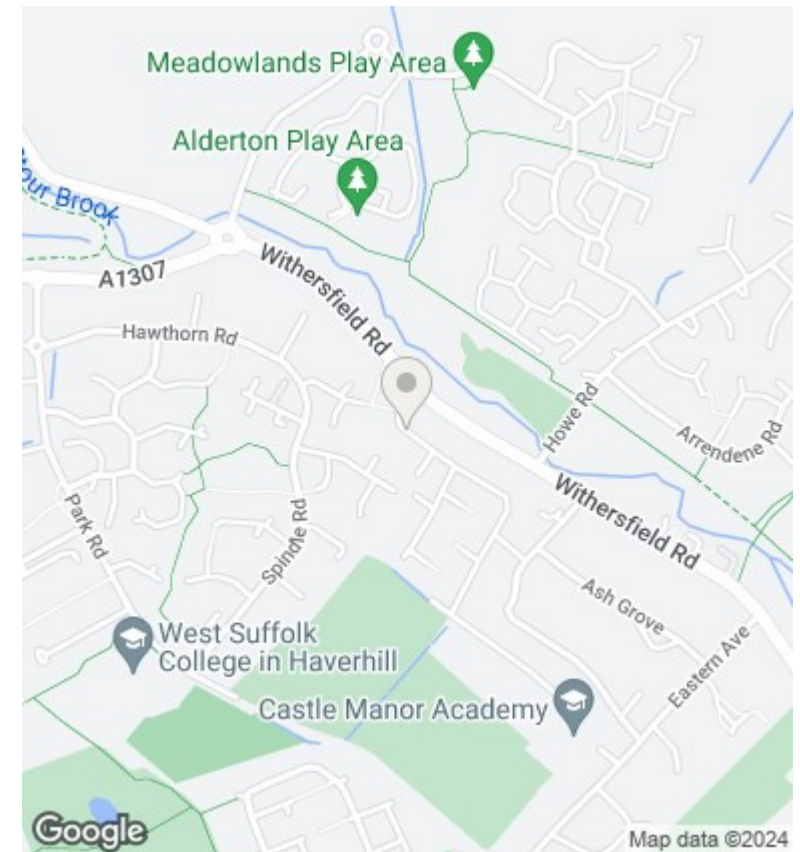 Meadowlands Play Area
Alderton Play Area
our Brook
A1307
Withersfield Rd
Hawthorn Rd
Howe Rd
Arrendene Rd
Park Rd
Spindle Rd
Withersfield Rd
Ash Grove
West Suffolk
College in Haverhill
Eastern Ave
Castle Manor Academy
Google
Map data ©2024